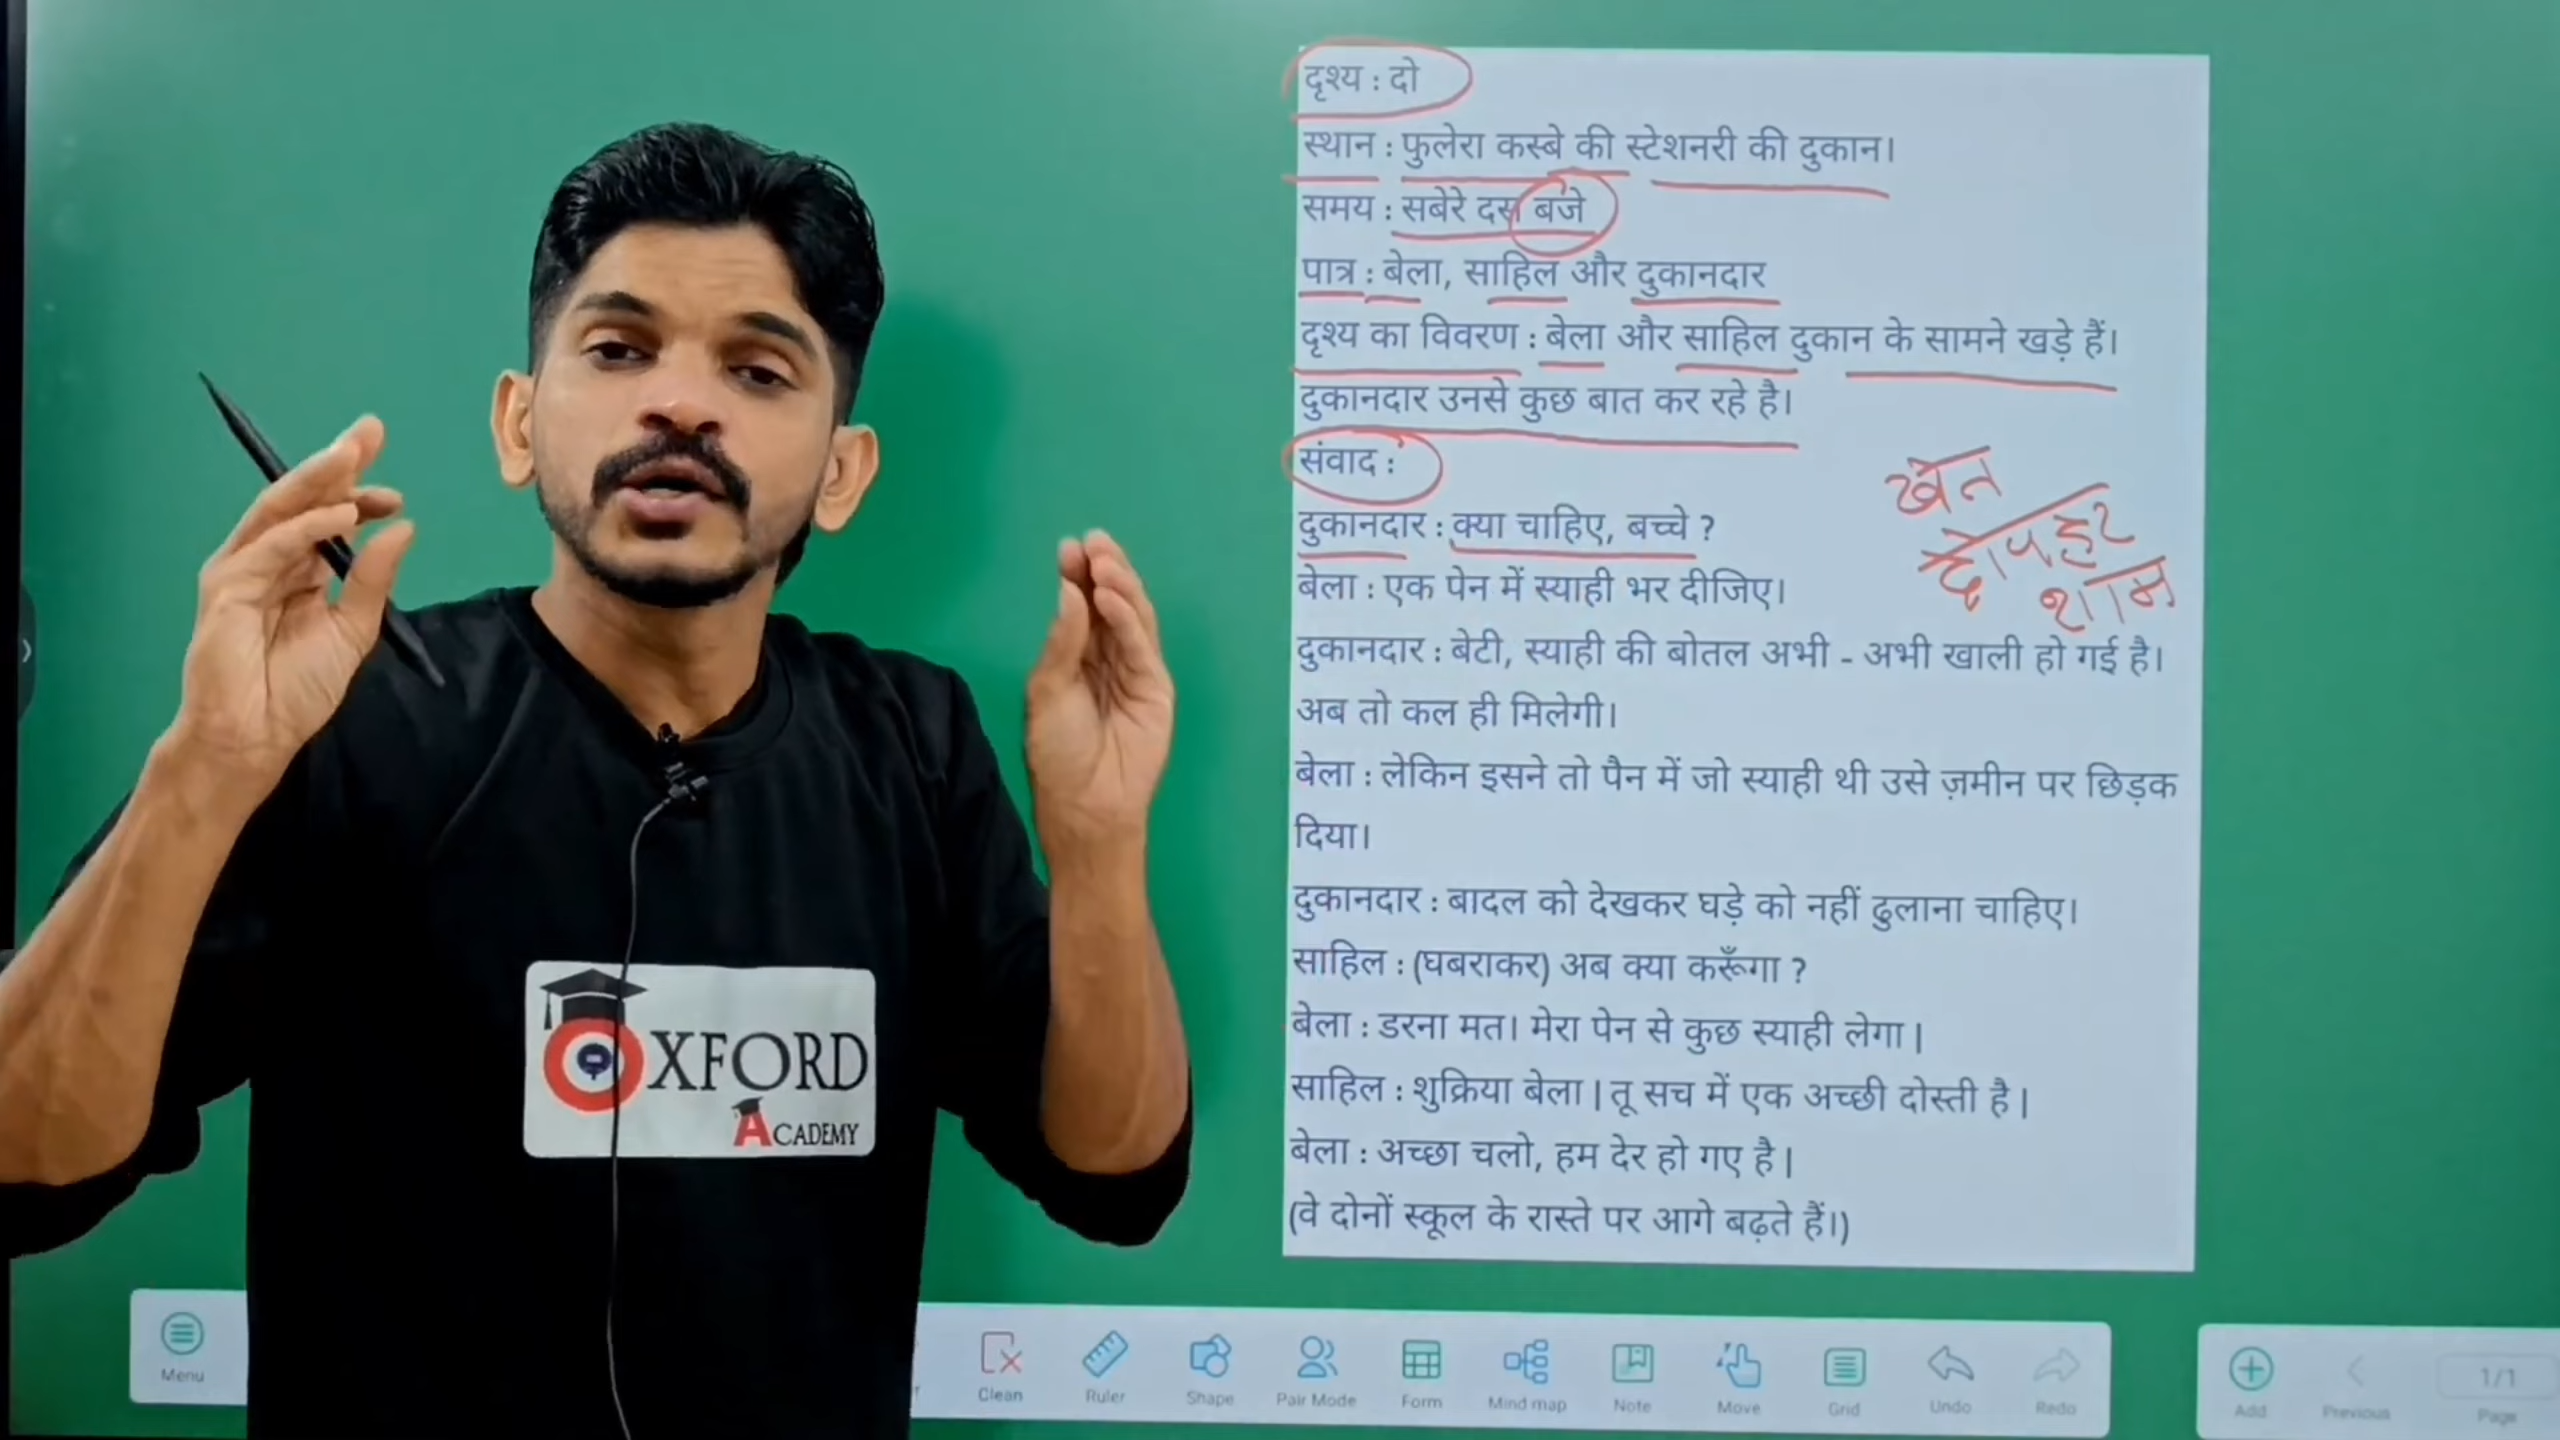 दृश्य : दो
स्थान : फुलेरा कस्बे की स्टेशनरी की दुकान।
समय : सबेरे दस बजे
पात्र : बेला, साहिल और दुकानदार
दृश्य का विवरण : बेला और साहिल दुकान के सामने खड़े हैं।
दुकानदार उनसे कुछ बात कर रहे है।
संवाद :
दुकानदार : क्या चाहिए, बच्चे ?
बेला : एक पेन में स्याही भर दीजिए।
दुकानदार : बेटी, स्याही की बोतल अभी - अभी खाली हो गई है।
अब तो कल ही मिलेगी।
बेला : लेकिन इसने तो पैन में जो स्याही थी उसे ज़मीन पर छिड़क
दिया।
दुकानदार : बादल को देखकर घड़े को नहीं ढुलाना चाहिए।
साहिल : (घबराकर) अब क्या करूँगा ?
बेला : डरना मत। मेरा पेन से कुछ स्याही लेगा |
साहिल : शुक्रिया बेला | तू सच में एक अच्छी दोस्ती है |
बेला : अच्छा चलो, हम देर हो गए है |
(वे दोनों स्कूल के रास्ते पर आगे बढ़ते हैं।)
दोपहर
शाम
OXFORD
ACADEMY
Menu
Clean
Ruler
Shape
Pair Mode
Form
Mind map
Note
Move
Grid
Undo
Redo
Add
Previous
1/1
Page